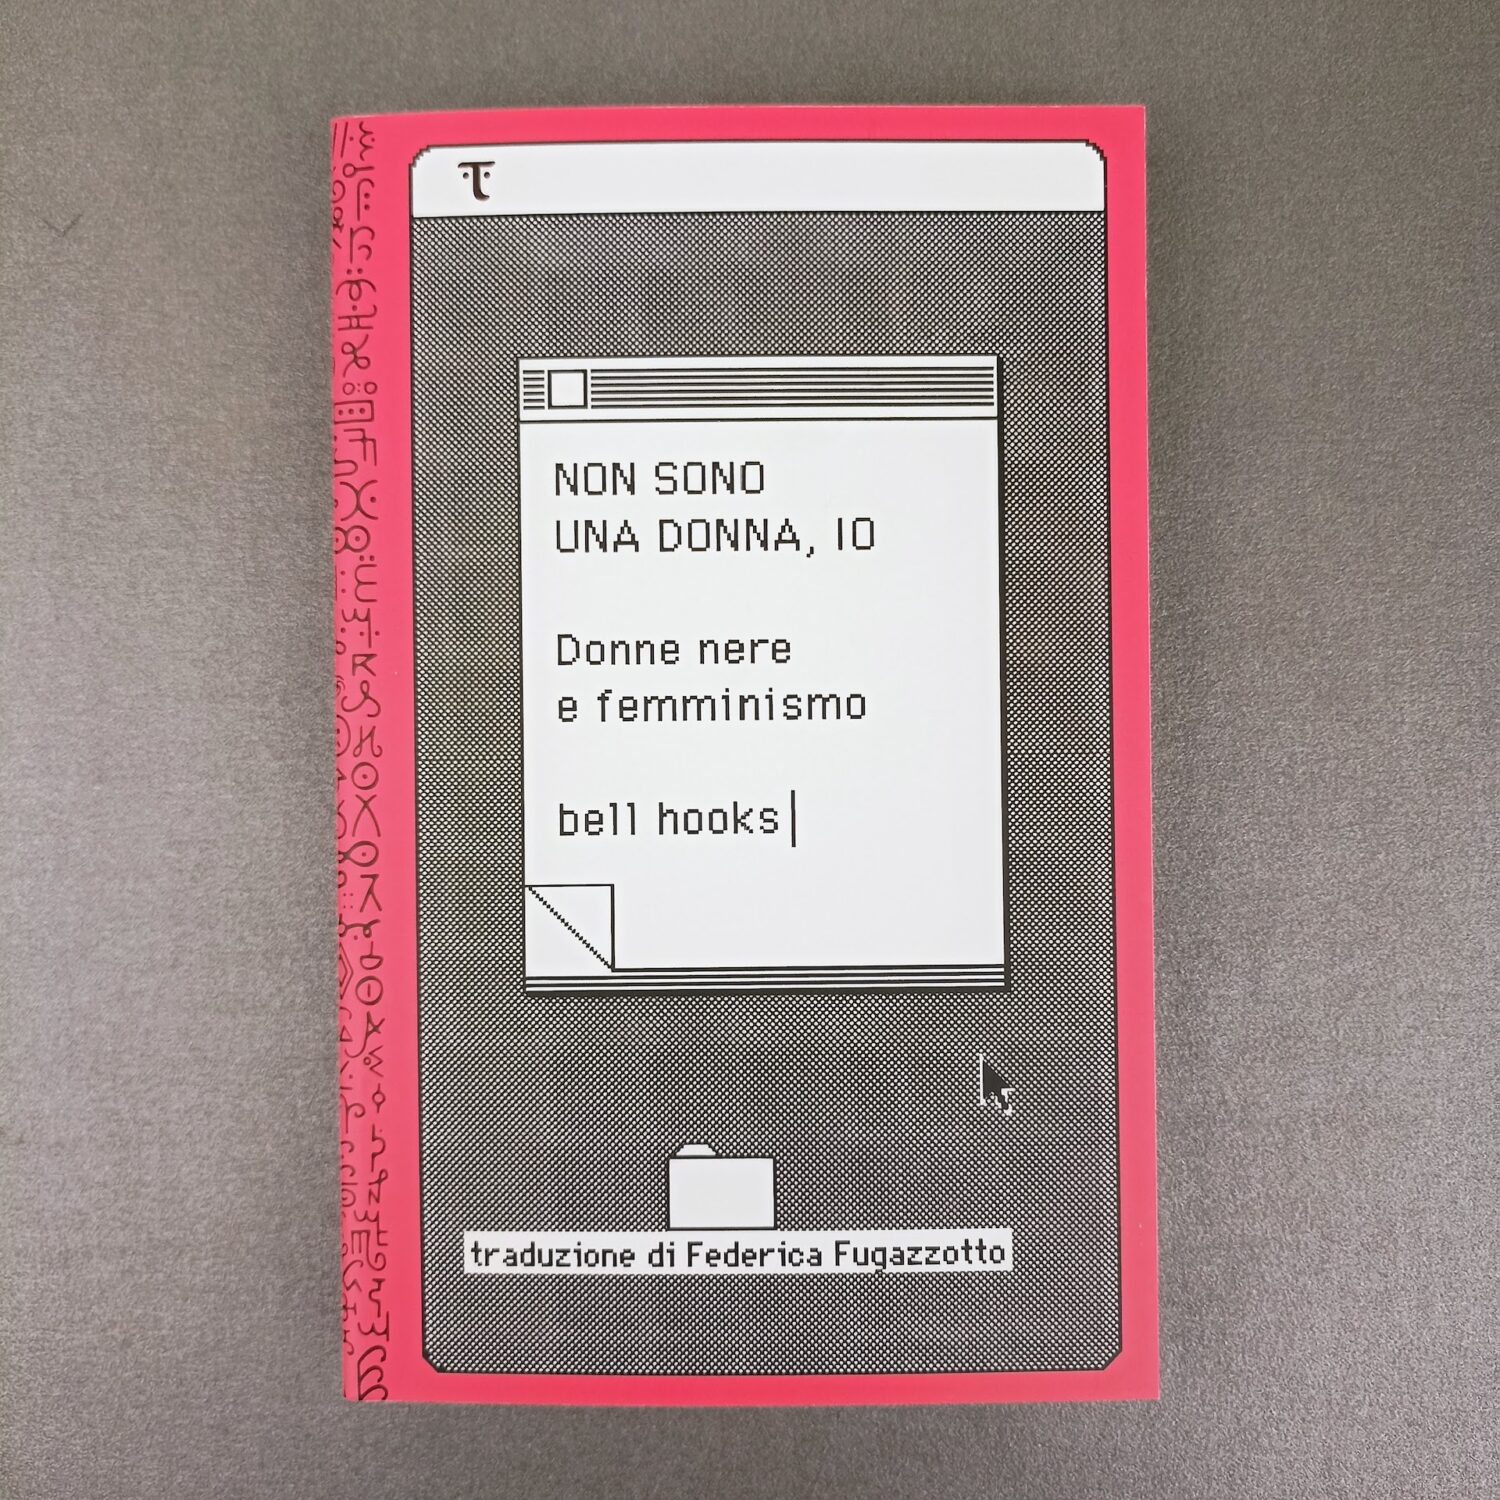 NON SONO
UNA DONNA, IO
Donne nere
e femminismo
bell hooks
traduzione di Federica Fugazzotto